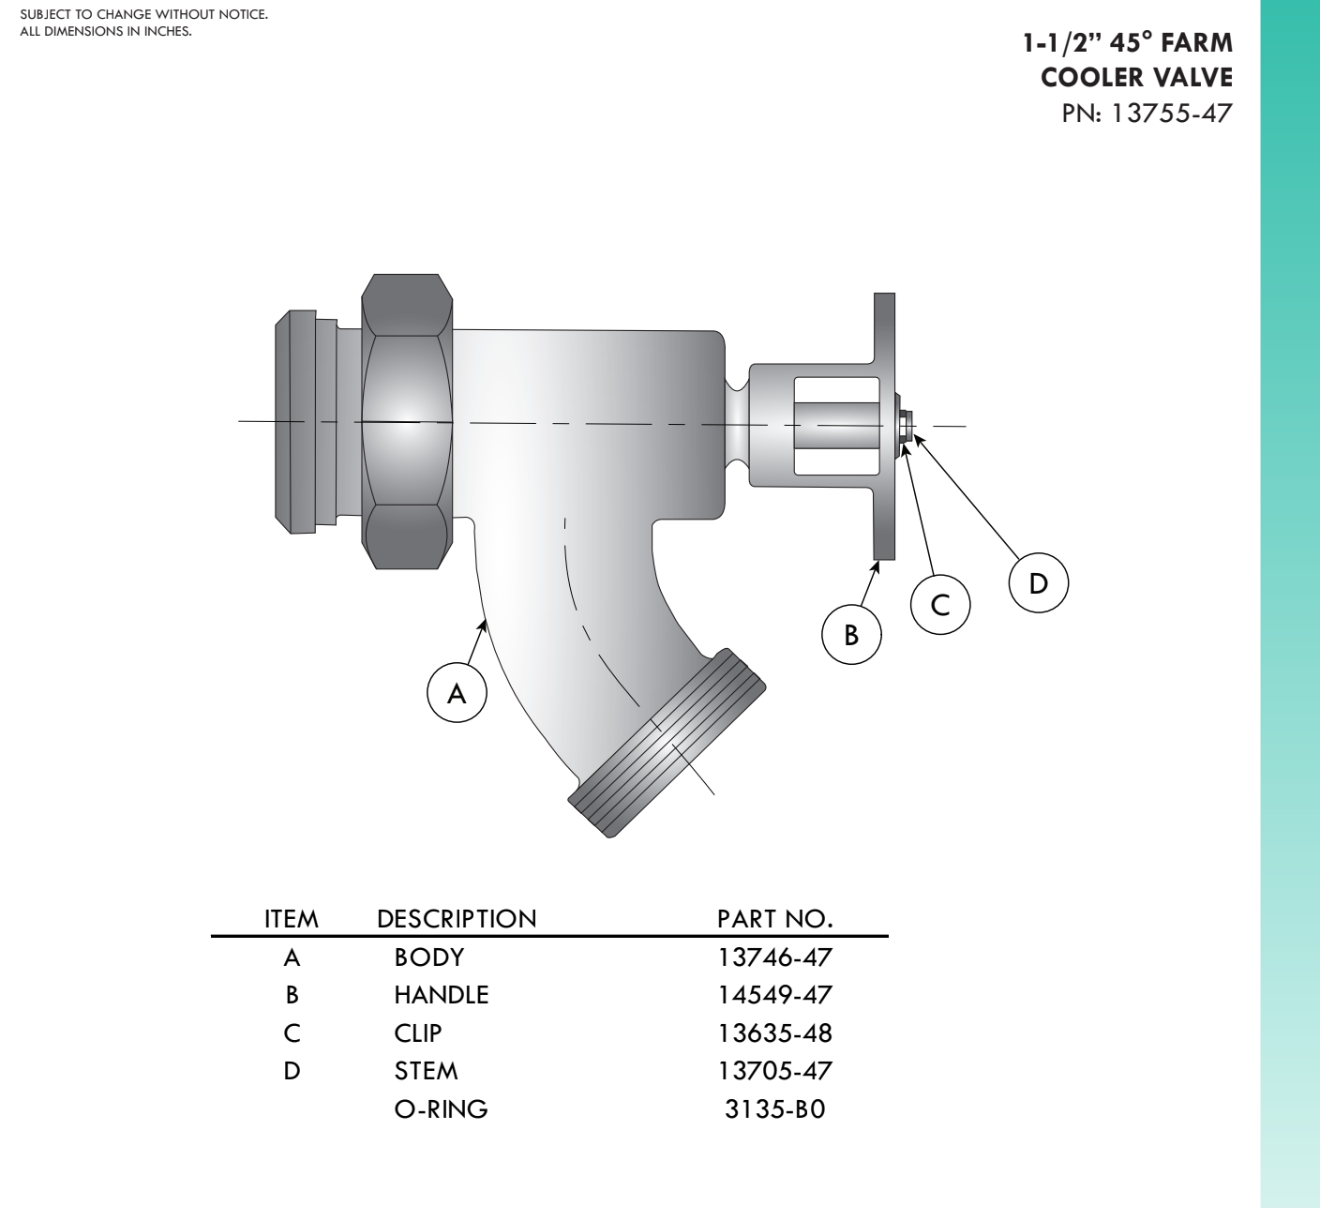 SUBJECT TO CHANGE WITHOUT NOTICE.
ALL DIMENSIONS IN INCHES.
1-1/2” 45° FARM
COOLER VALVE
PN: 13755-47
A
B
C
D
ITEM DESCRIPTION PART NO.
A BODY 13746-47
B HANDLE 14549-47
C CLIP 13635-48
D STEM 13705-47
O-RING 3135-B0